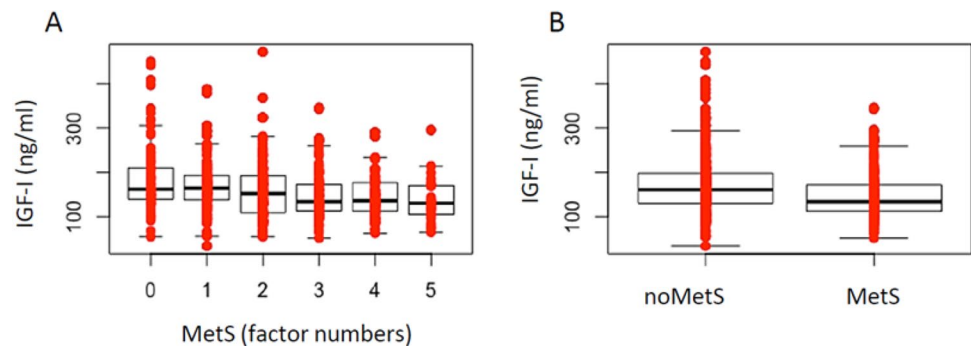 A
IGF-I (ng/ml)
300
100
0 1 2 3 4 5
MetS (factor numbers)
B
IGF-I (ng/ml)
300
100
noMetS MetS